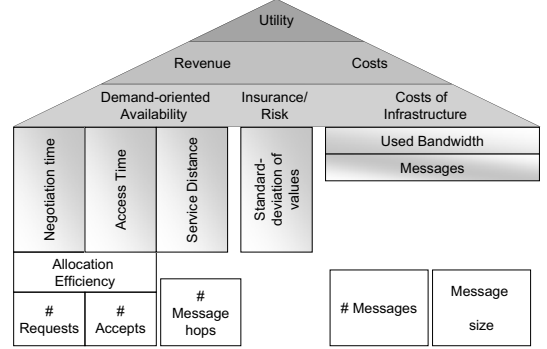 Utility
Revenue Costs
Demand-oriented
Availability
Insurance/
Risk
Costs of
Infrastructure
Negotiation time
Access Time
Service Distance
Standard-
deviation of
values
Used Bandwidth
Messages
Allocation
Efficiency
#
Requests
#
Accepts
#
Message
hops
# Messages
Message
size